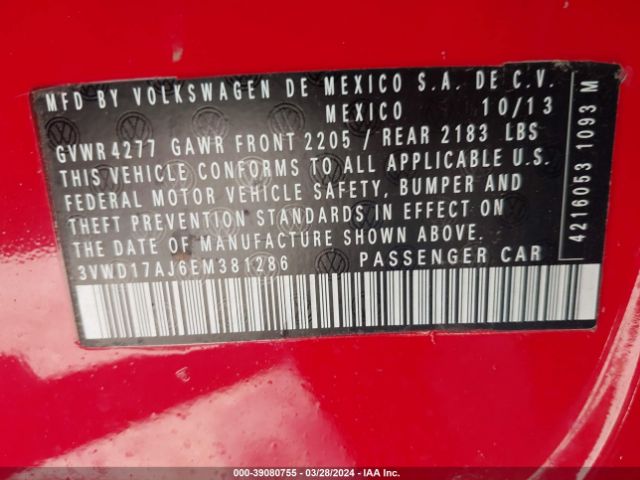 MFD BY VOLKSWAGEN DE MEXICO S.A. DE C.V.
MEXICO 10/13
GVWR 4277 GAWR FRONT 2205 / REAR 2183 LBS
THIS VEHICLE CONFORMS TO ALL APPLICABLE U.S.
FEDERAL MOTOR VEHICLE SAFETY, BUMPER AND
THEFT PREVENTION STANDARDS IN EFFECT ON
THE DATE OF MANUFACTURE SHOWN ABOVE.
3VWD17AJ6EM381286 PASSENGER CAR
4216053 1093 M
000-39080755 - 03/28/2024 - IAA Inc.